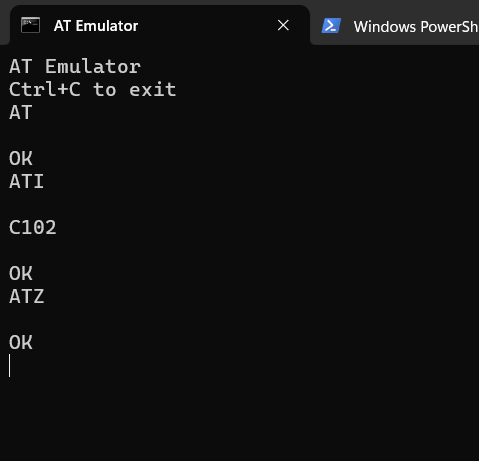 AT Emulator
Windows PowerSh
AT Emulator
Ctrl+C to exit
AT
OK
ATI
C102
OK
ATZ
OK